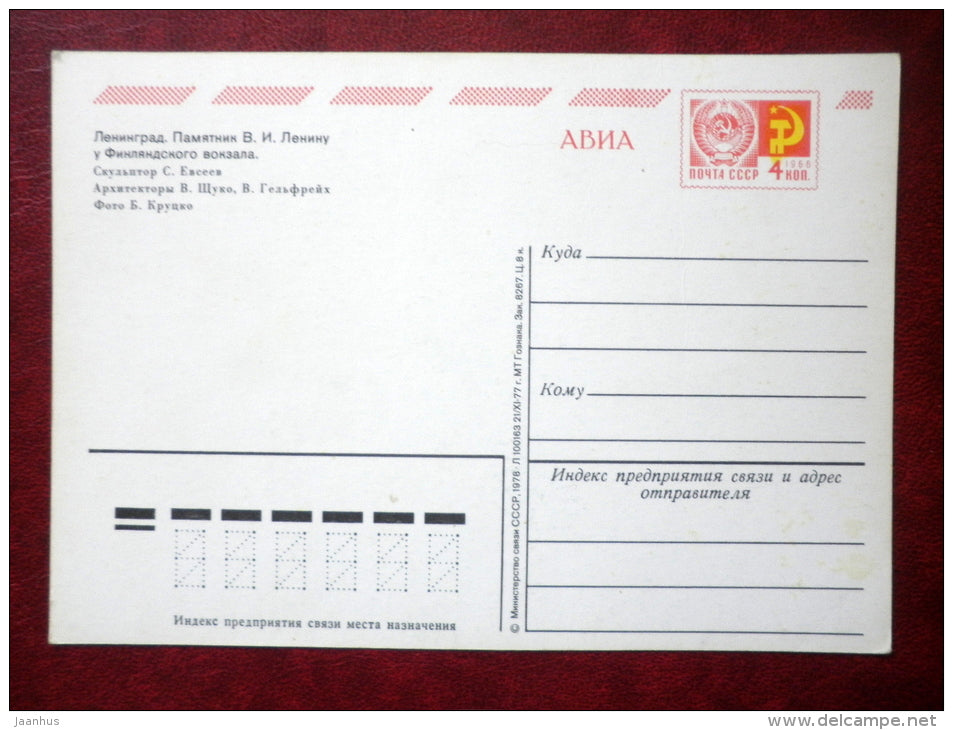 Ленинград. Памятник В. И. Ленину
у Финляндского вокзала.
Скульптор С. Евсеев
Архитекторы В. Щуко, В. Гельфрейх
Фото Б. Круцко
АВИА
1966
ПОЧТА СССР 4 КОП.
Куда
Кому
Индекс предприятия связи и адрес
отправителя
© Министерство связи СССР, 1978 · Л 100163 21/XI-77 г. МТ Гознака. Зак. 8267. Ц. 8 к.
Индекс предприятия связи места назначения
jaanhus
www.delcampe.net